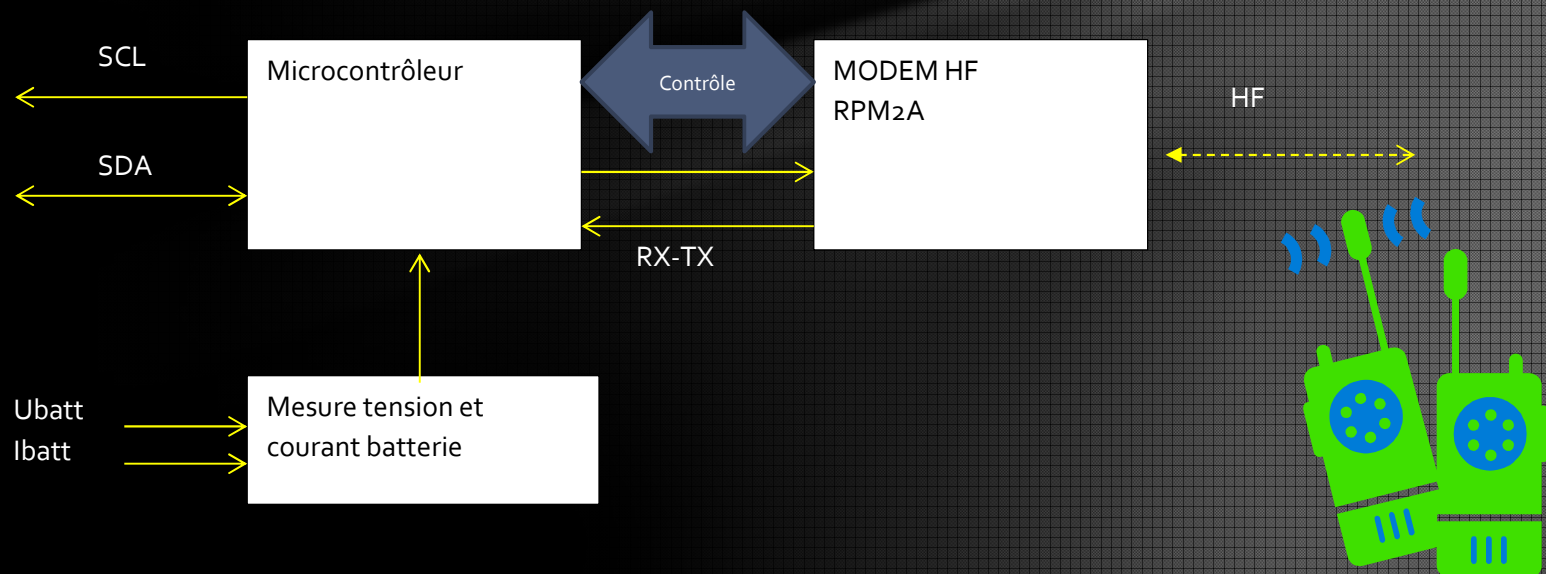 SCL
SDA
Microcontrôleur
Contrôle
MODEM HF
RPM2A
HF
RX-TX
Ubatt
Ibatt
Mesure tension et
courant batterie